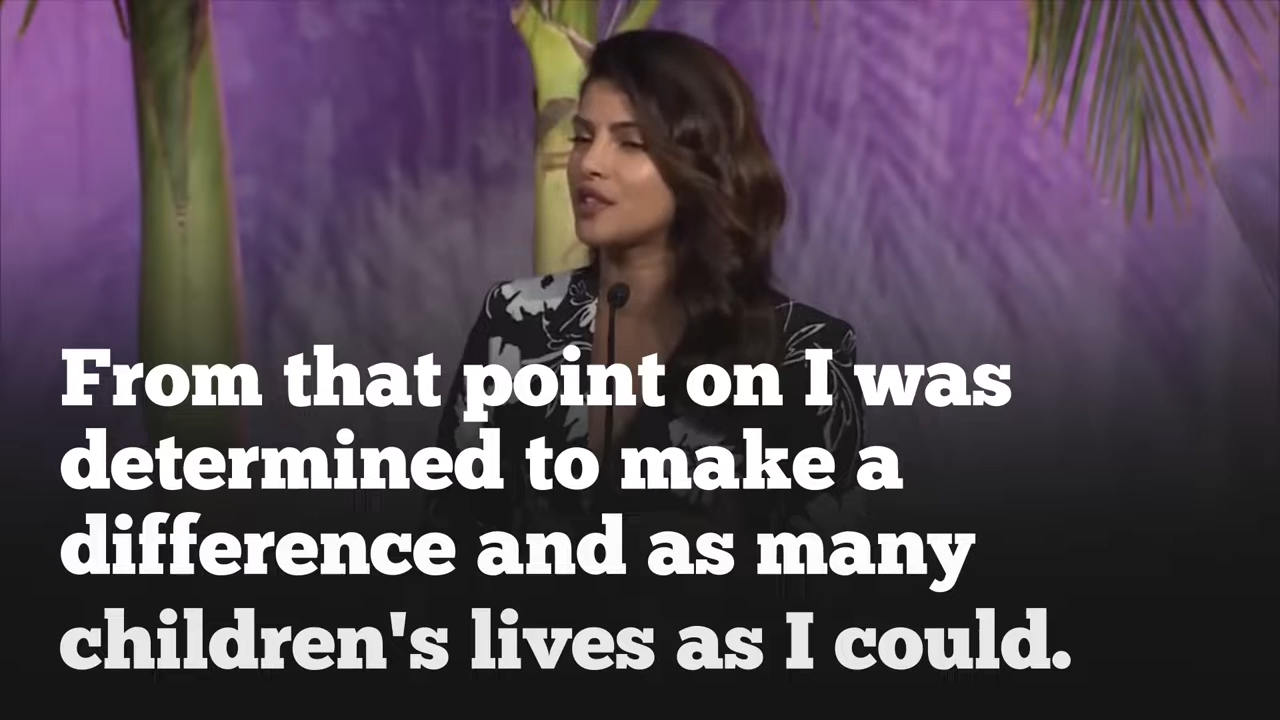 From that point on I was
determined to make a
difference and as many
children's lives as I could.